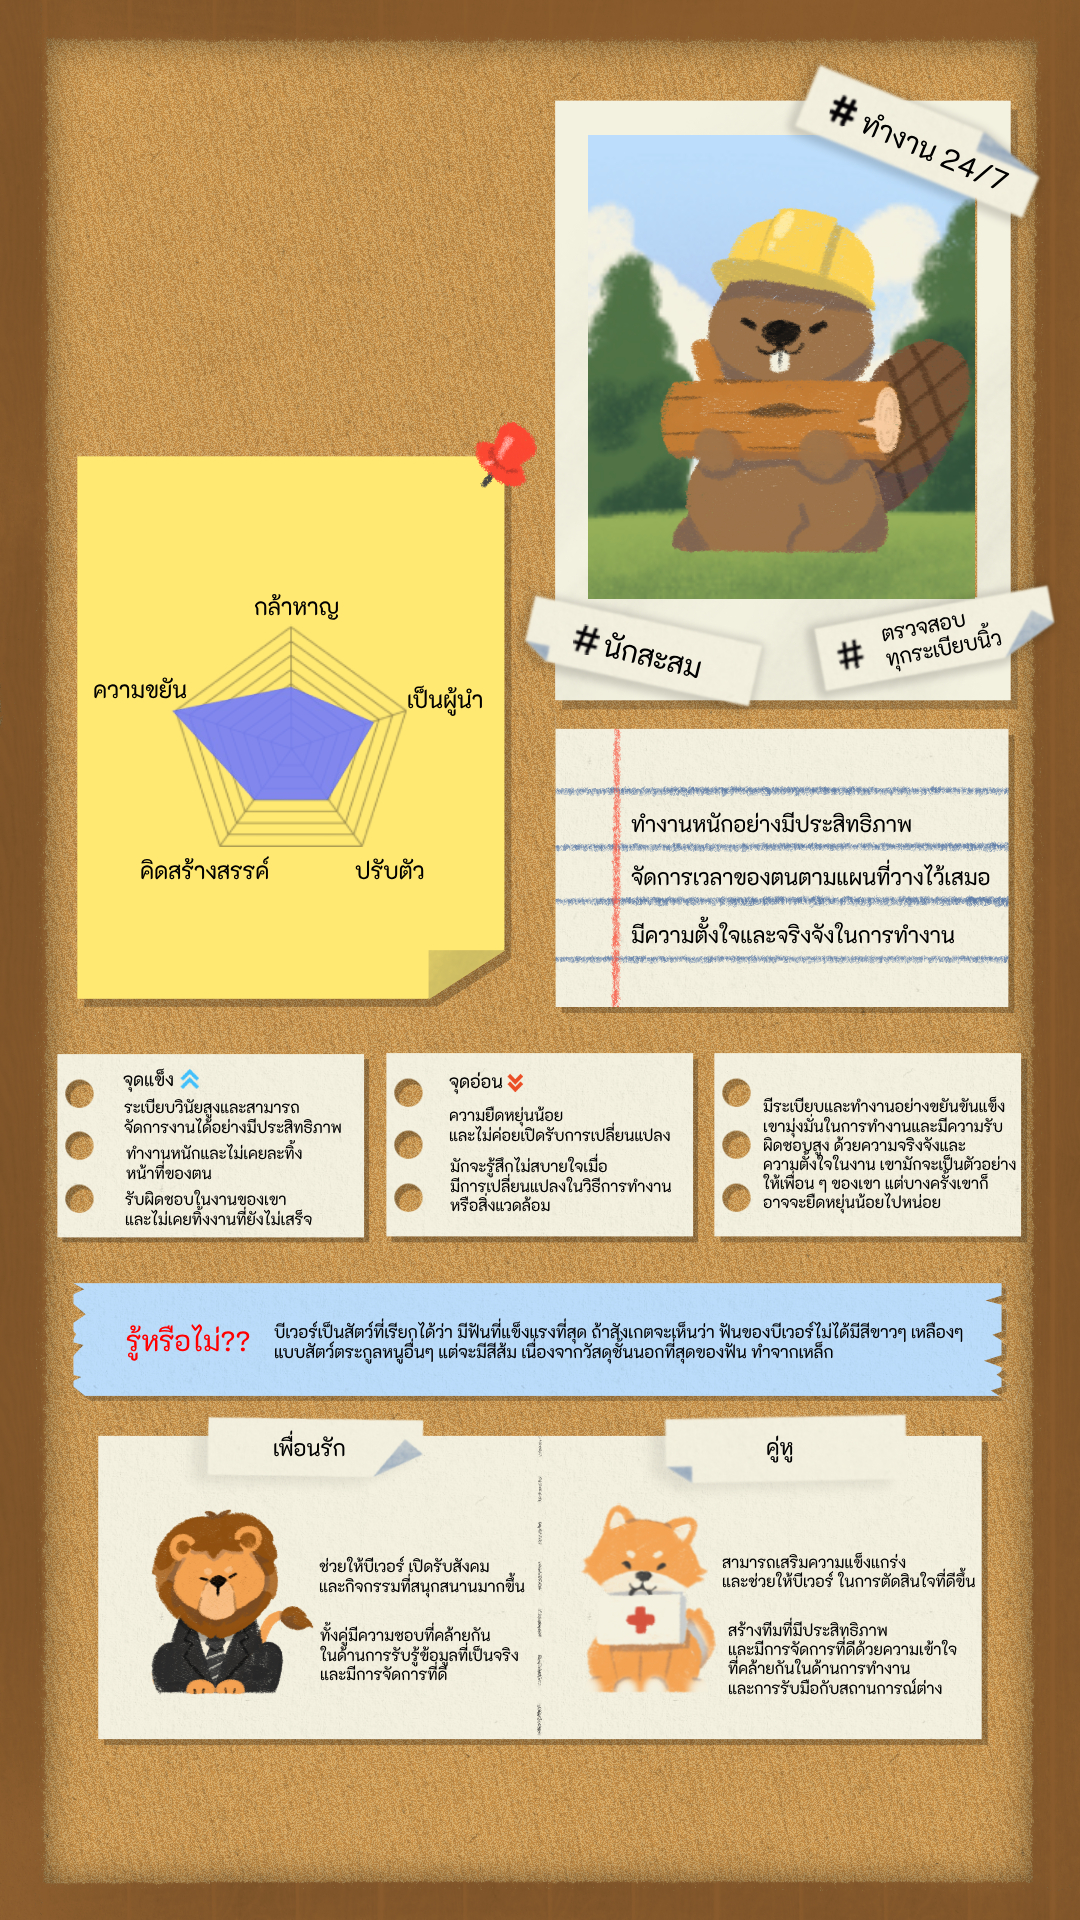 # ทำงาน 24/7
# นักสะสม
# ตรวจสอบ
ทุกระเบียบนิ้ว
กล้าหาญ
ความขยัน
เป็นผู้นำ
คิดสร้างสรรค์
ปรับตัว
ทำงานหนักอย่างมีประสิทธิภาพ
จัดการเวลาของตนตามแผนที่วางไว้เสมอ
มีความตั้งใจและจริงจังในการทำงาน
จุดแข็ง
ระเบียบวินัยสูงและสามารถ
จัดการงานได้อย่างมีประสิทธิภาพ
ทำงานหนักและไม่เคยละทิ้ง
หน้าที่ของตน
รับผิดชอบในงานของเขา
และไม่เคยทิ้งงานที่ยังไม่เสร็จ
จุดอ่อน
ความยืดหยุ่นน้อย
และไม่ค่อยเปิดรับการเปลี่ยนแปลง
มักจะรู้สึกไม่สบายใจเมื่อ
มีการเปลี่ยนแปลงในวิธีการทำงาน
หรือสิ่งแวดล้อม
มีระเบียบและทำงานอย่างขยันขันแข็ง
เขามุ่งมั่นในการทำงานและมีความรับ
ผิดชอบสูง ด้วยความจริงจังและ
ความตั้งใจในงาน เขามักจะเป็นตัวอย่าง
ให้เพื่อน ๆ ของเขา แต่บางครั้งเขาก็
อาจจะยืดหยุ่นน้อยไปหน่อย
รู้หรือไม่??
บีเวอร์เป็นสัตว์ที่เรียกได้ว่า มีฟันที่แข็งแรงที่สุด ถ้าสังเกตจะเห็นว่า ฟันของบีเวอร์ไม่ได้มีสีขาวๆ เหลืองๆ
แบบสัตว์ตระกูลหนูอื่นๆ แต่จะมีสีส้ม เนื่องจากวัสดุชั้นนอกที่สุดของฟัน ทำจากเหล็ก
เพื่อนรัก
ช่วยให้บีเวอร์ เปิดรับสังคม
และกิจกรรมที่สนุกสนานมากขึ้น
ทั้งคู่มีความชอบที่คล้ายกัน
ในด้านการรับรู้ข้อมูลที่เป็นจริง
และมีการจัดการที่ดี
คู่หู
สามารถเสริมความแข็งแกร่ง
และช่วยให้บีเวอร์ ในการตัดสินใจที่ดีขึ้น
สร้างทีมที่มีประสิทธิภาพ
และมีการจัดการที่ดีด้วยความเข้าใจ
ที่คล้ายกันในด้านการทำงาน
และการรับมือกับสถานการณ์ต่าง